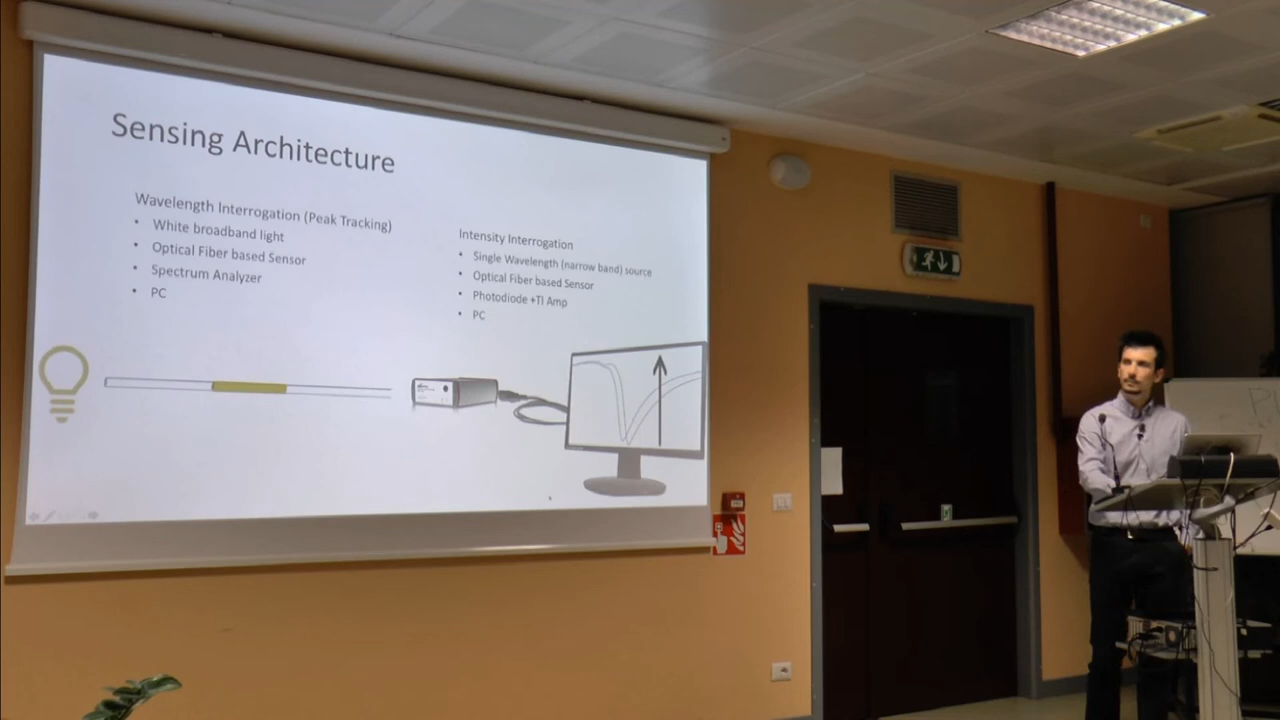 Sensing Architecture
Wavelength Interrogation (Peak Tracking)
• White broadband light
• Optical Fiber based Sensor
• Spectrum Analyzer
• PC
Intensity Interrogation
• Single Wavelength (narrow band) source
• Optical Fiber based Sensor
• Photodiode +TI Amp
• PC